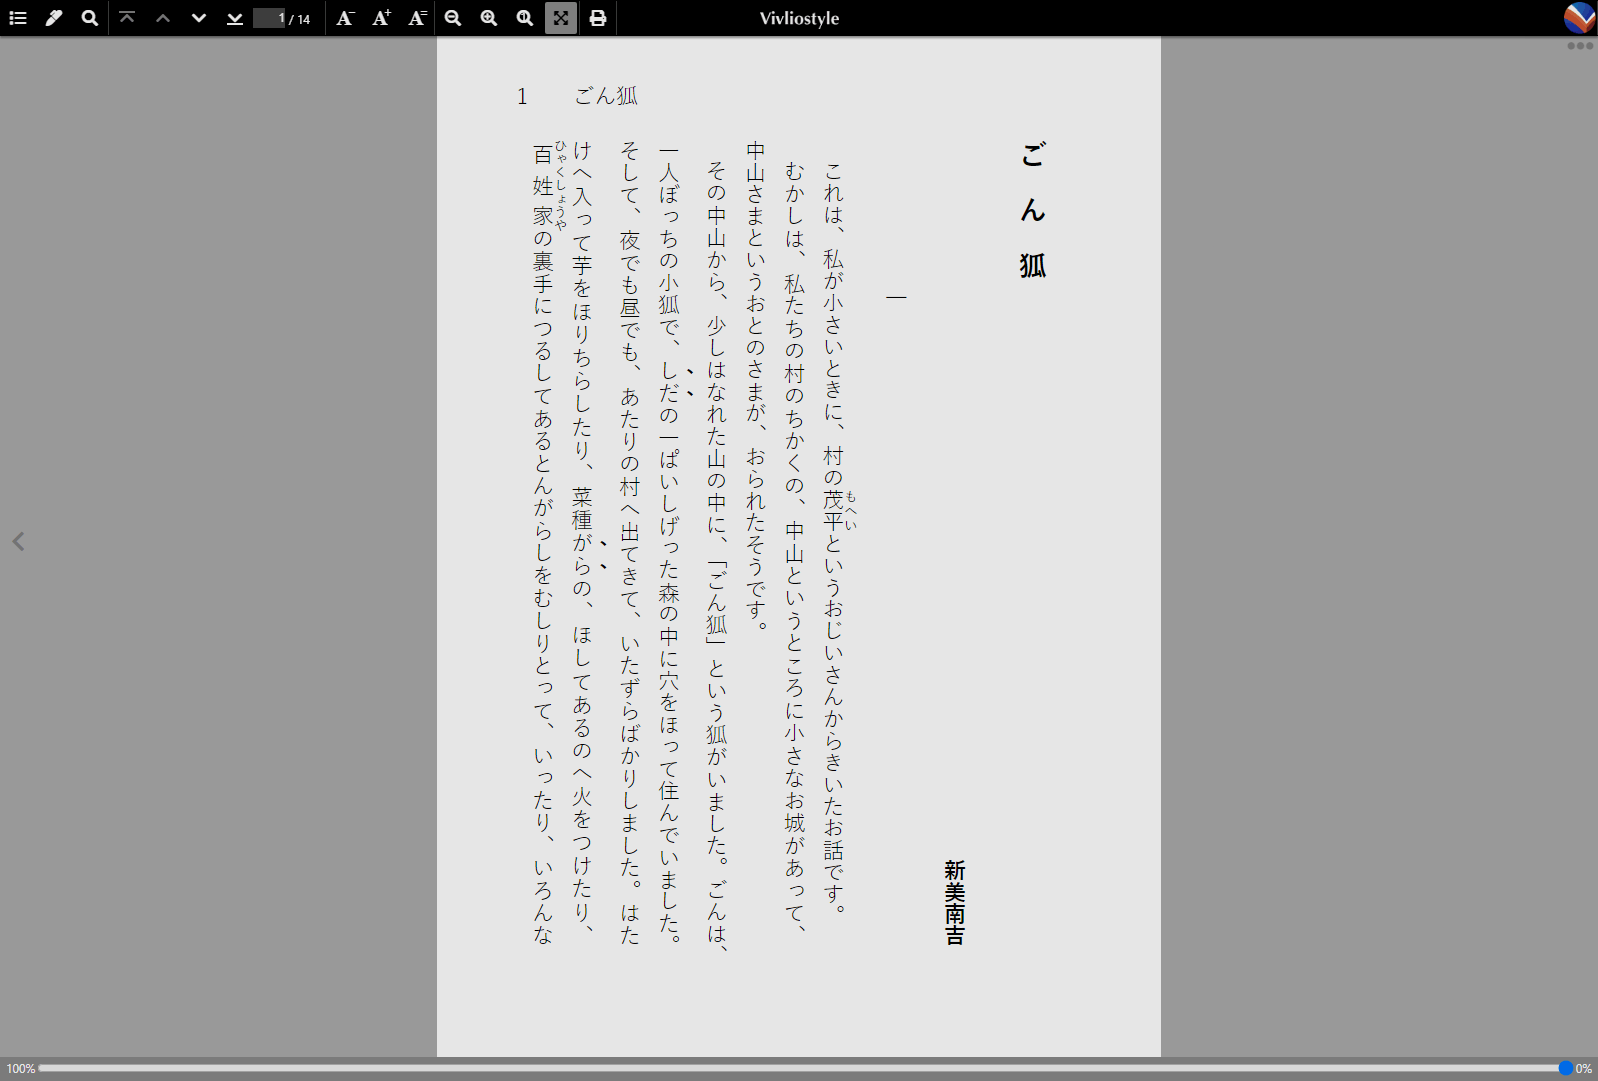 1 / 14
A-
A+
A=
Vivliostyle
1 ごん狐
ごん狐
新美南吉
一
これは、私が小さいときに、村の茂平というおじいさんからきいたお話です。
もへい
むかしは、私たちの村のちかくの、中山というところに小さなお城があって、
中山さまというおとのさまが、おられたそうです。
その中山から、少しはなれた山の中に、「ごん狐」という狐がいました。ごんは、
一人ぼっちの小狐で、しだの一ぱいしげった森の中に穴をほって住んでいました。
そして、夜でも昼でも、あたりの村へ出てきて、いたずらばかりしました。はた
けへ入って芋をほりちらしたり、菜種がらの、ほしてあるのへ火をつけたり、
百姓家の裏手につるしてあるとんがらしをむしりとって、いったり、いろんな
ひゃくしょうや
100%
0%